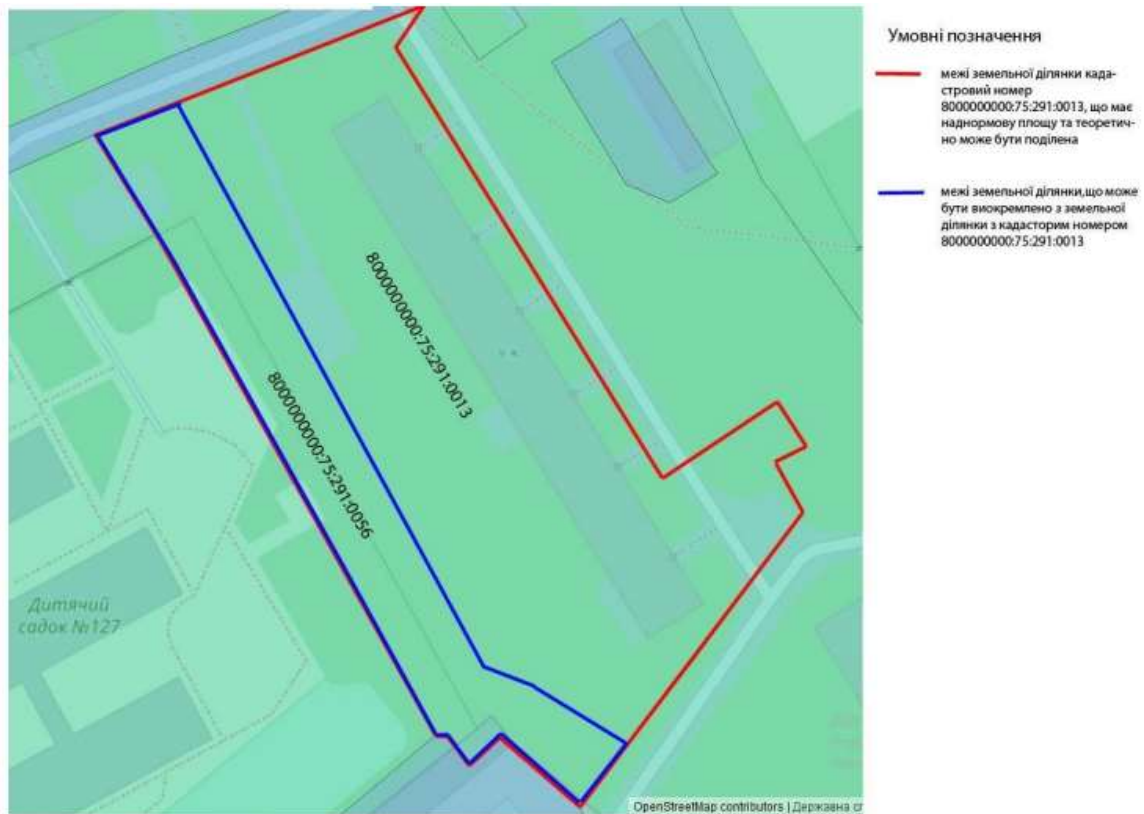 Умовні позначення
межі земельної ділянки када-
стровий номер
8000000000:75:291:0013, що має
наднормову площу та теоретич-
но може бути поділена
межі земельної ділянки,що може
бути виокремлено з земельної
ділянки з кадасторим номером
8000000000:75:291:0013
8000000000:75:291:0013
8000000000:75:291:0056
Дитячий
садок №127
OpenStreetMap contributors | Державна сл